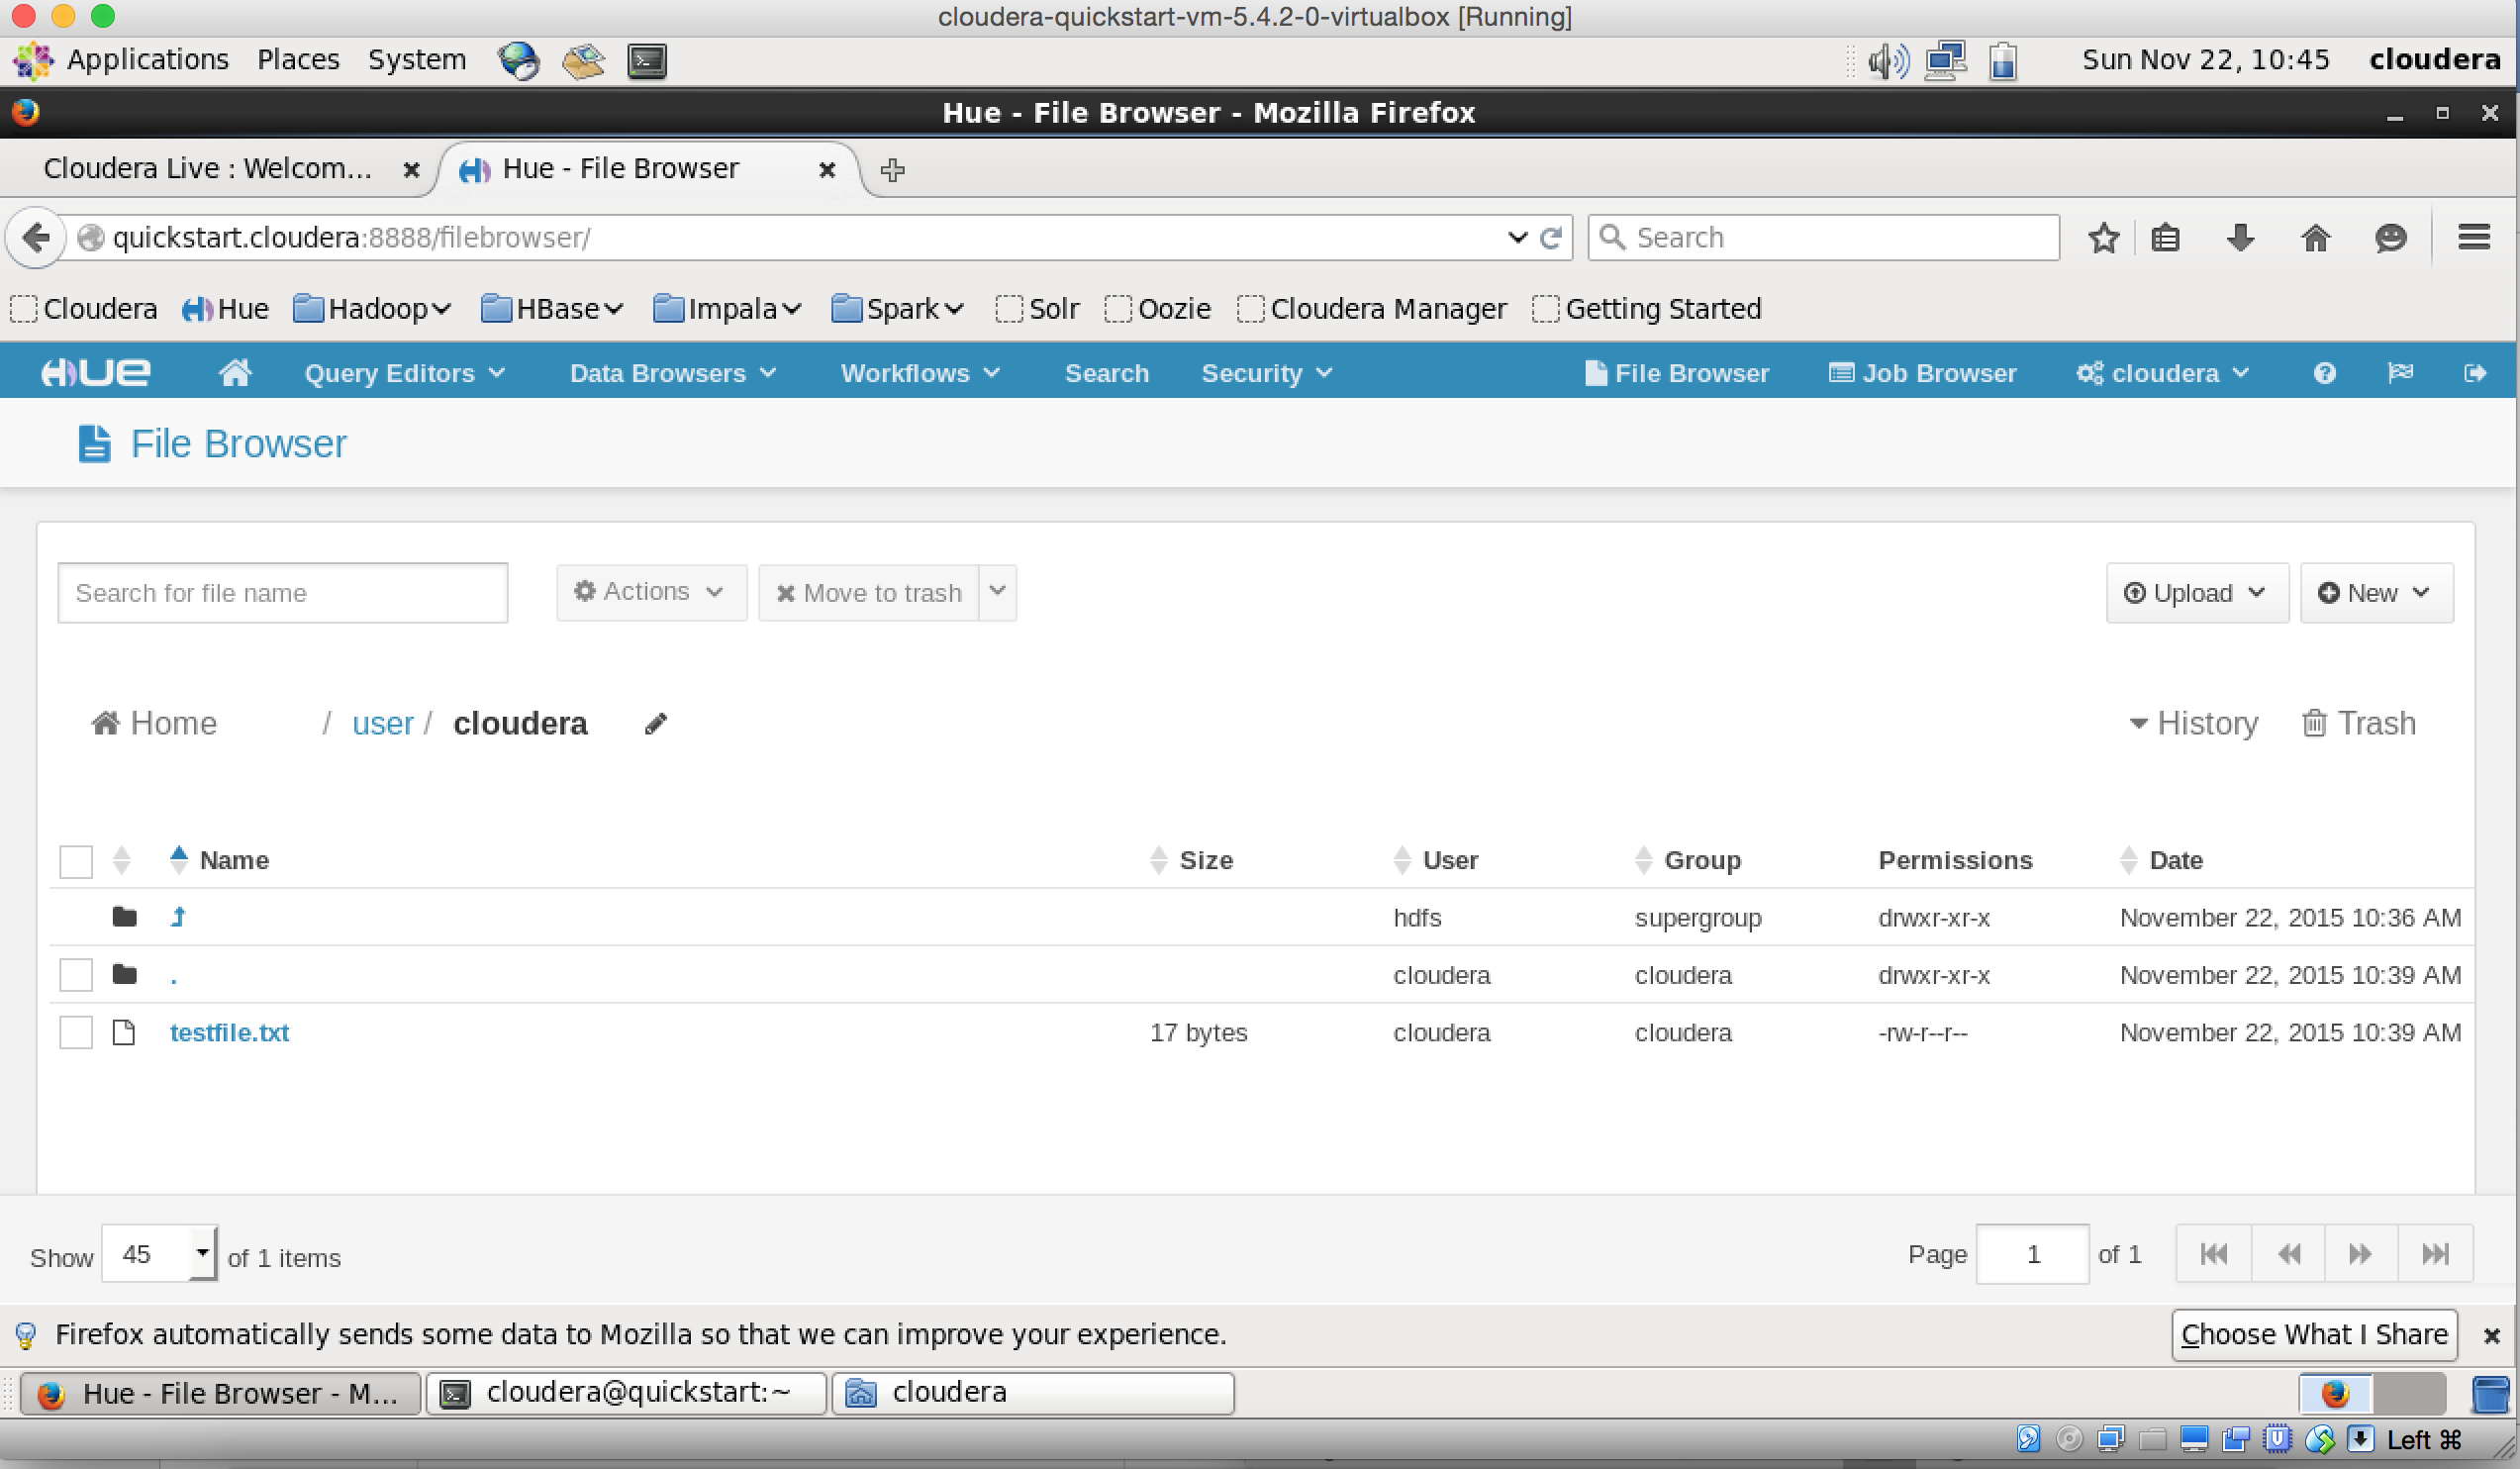 cloudera-quickstart-vm-5.4.2-0-virtualbox [Running]
Applications Places System Sun Nov 22, 10:45 cloudera
Hue - File Browser - Mozilla Firefox
Cloudera Live : Welcom... Hue - File Browser
quickstart.cloudera:8888/filebrowser/ Search
Cloudera Hue Hadoop HBase Impala Spark Solr Oozie Cloudera Manager Getting Started
HUE Query Editors Data Browsers Workflows Search Security File Browser Job Browser cloudera
File Browser
Search for file name Actions Move to trash Upload New
Home / user / cloudera History Trash
Name Size User Group Permissions Date
hdfs supergroup drwxr-xr-x November 22, 2015 10:36 AM
. cloudera cloudera drwxr-xr-x November 22, 2015 10:39 AM
testfile.txt 17 bytes cloudera cloudera -rw-r--r-- November 22, 2015 10:39 AM
Show 45 of 1 items Page 1 of 1
Firefox automatically sends some data to Mozilla so that we can improve your experience. Choose What I Share
Hue - File Browser - M... cloudera@quickstart:~ cloudera
Left ⌘